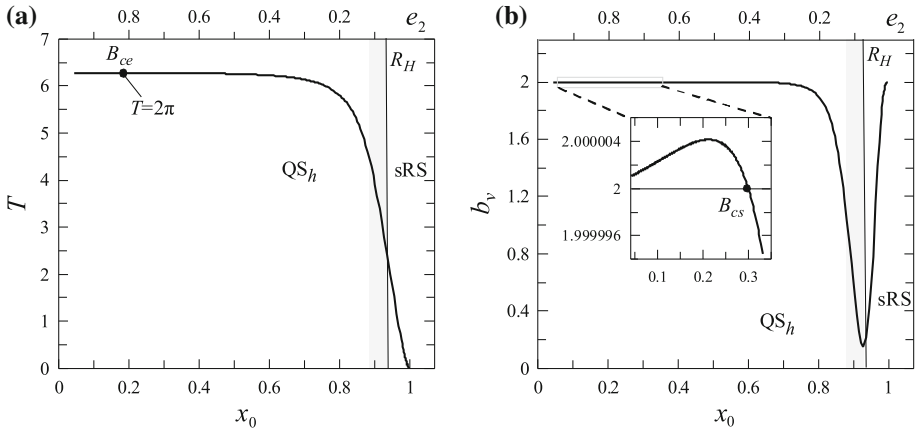 (a)
0.8 0.6 0.4 0.2 0 e2
7
6
5
4
3
2
1
0
T
Bce
T=2π
RH
QSh
sRS
0 0.2 0.4 0.6 0.8 1
x0
(b)
0.8 0.6 0.4 0.2 0 e2
2
1.6
1.2
0.8
0.4
0
bv
RH
2.000004
2
1.999996
Bcs
0.1 0.2 0.3
sRS
QSh
0 0.2 0.4 0.6 0.8 1
x0